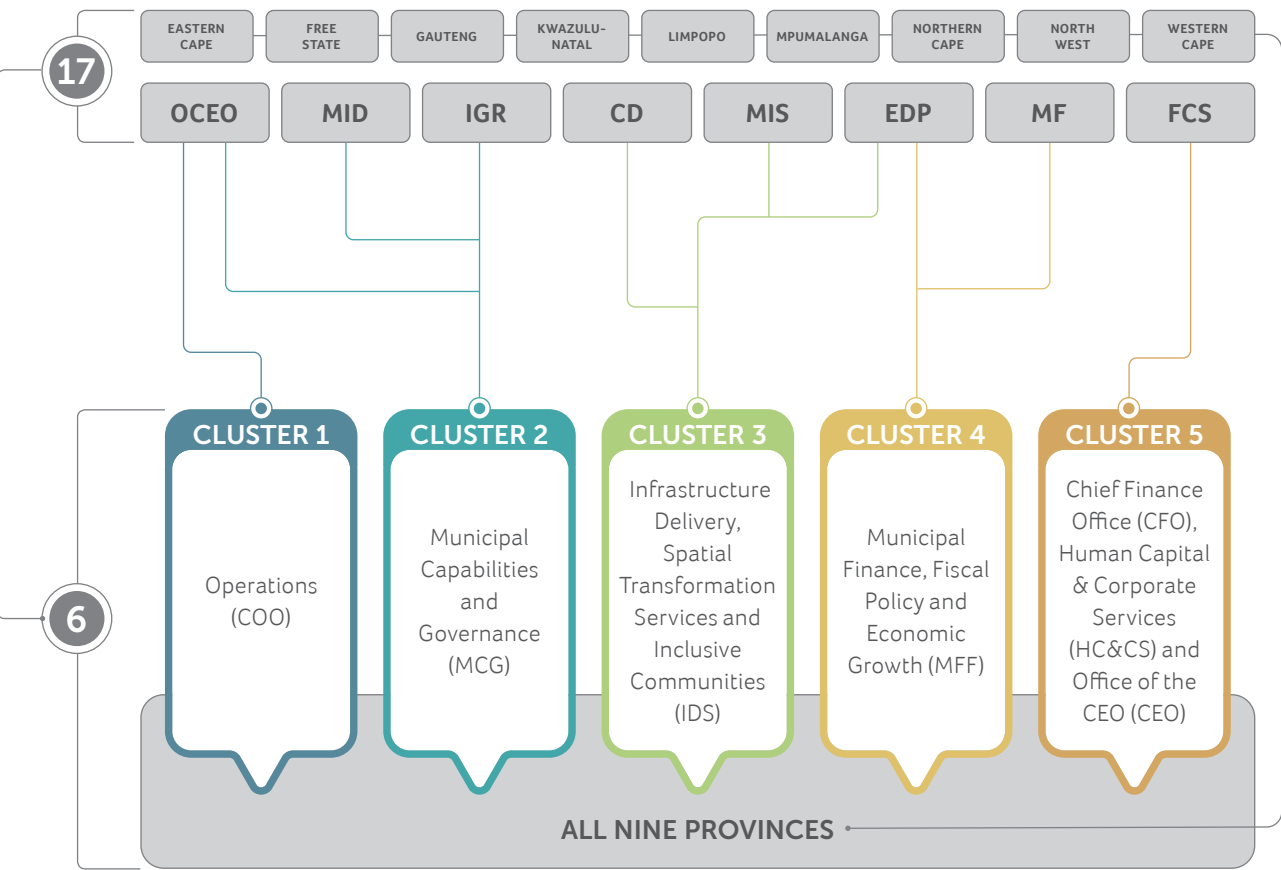 17
EASTERN
CAPE
FREE
STATE
GAUTENG
KWAZULU-
NATAL
LIMPOPO
MPUMALANGA
NORTHERN
CAPE
NORTH
WEST
WESTERN
CAPE
OCEO
MID
IGR
CD
MIS
EDP
MF
FCS
6
CLUSTER 1
Operations
(COO)
CLUSTER 2
Municipal
Capabilities
and
Governance
(MCG)
CLUSTER 3
Infrastructure
Delivery,
Spatial
Transformation
Services and
Inclusive
Communities
(IDS)
CLUSTER 4
Municipal
Finance, Fiscal
Policy and
Economic
Growth (MFF)
CLUSTER 5
Chief Finance
Office (CFO),
Human Capital
& Corporate
Services
(HC&CS) and
Office of the
CEO (CEO)
ALL NINE PROVINCES